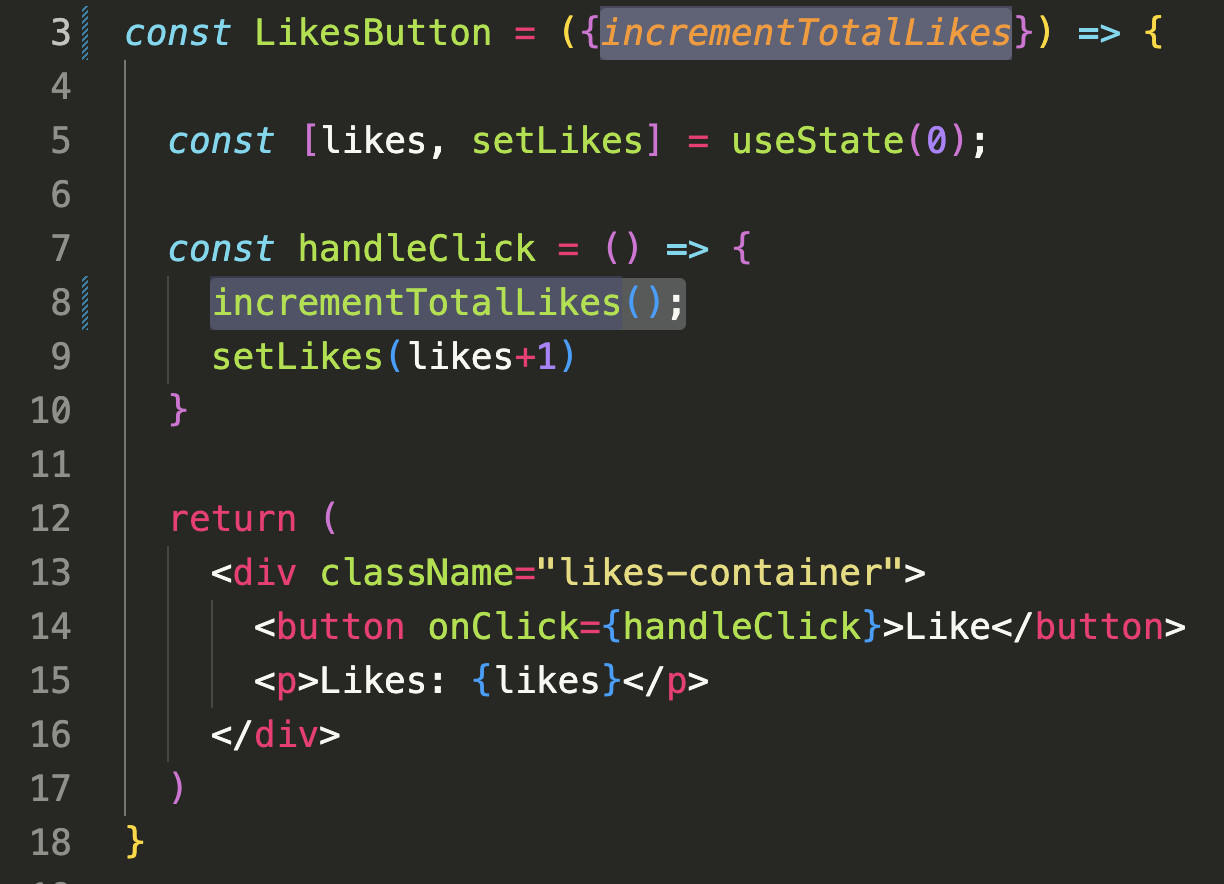 3 const LikesButton = ({incrementTotalLikes}) => {
4
5 const [likes, setLikes] = useState(0);
6
7 const handleClick = () => {
8 incrementTotalLikes();
9 setLikes(likes+1)
10 }
11
12 return (
13 <div className="likes-container">
14 <button onClick={handleClick}>Like</button>
15 <p>Likes: {likes}</p>
16 </div>
17 )
18 }